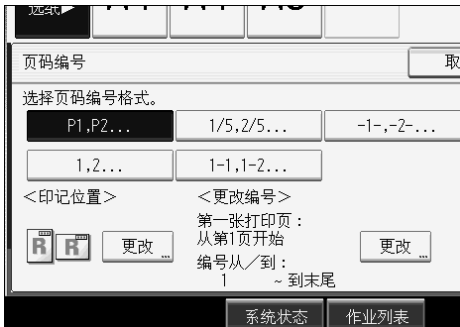 选纸▶
页码编号
取
选择页码编号格式。
P1,P2...
1/5,2/5...
-1-,-2-...
1,2...
1-1,1-2...
＜印记位置＞
＜更改编号＞
第一张打印页：
从第1页开始
R R 更改
更改
编号从／到：
1 ~到末尾
系统状态
作业列表